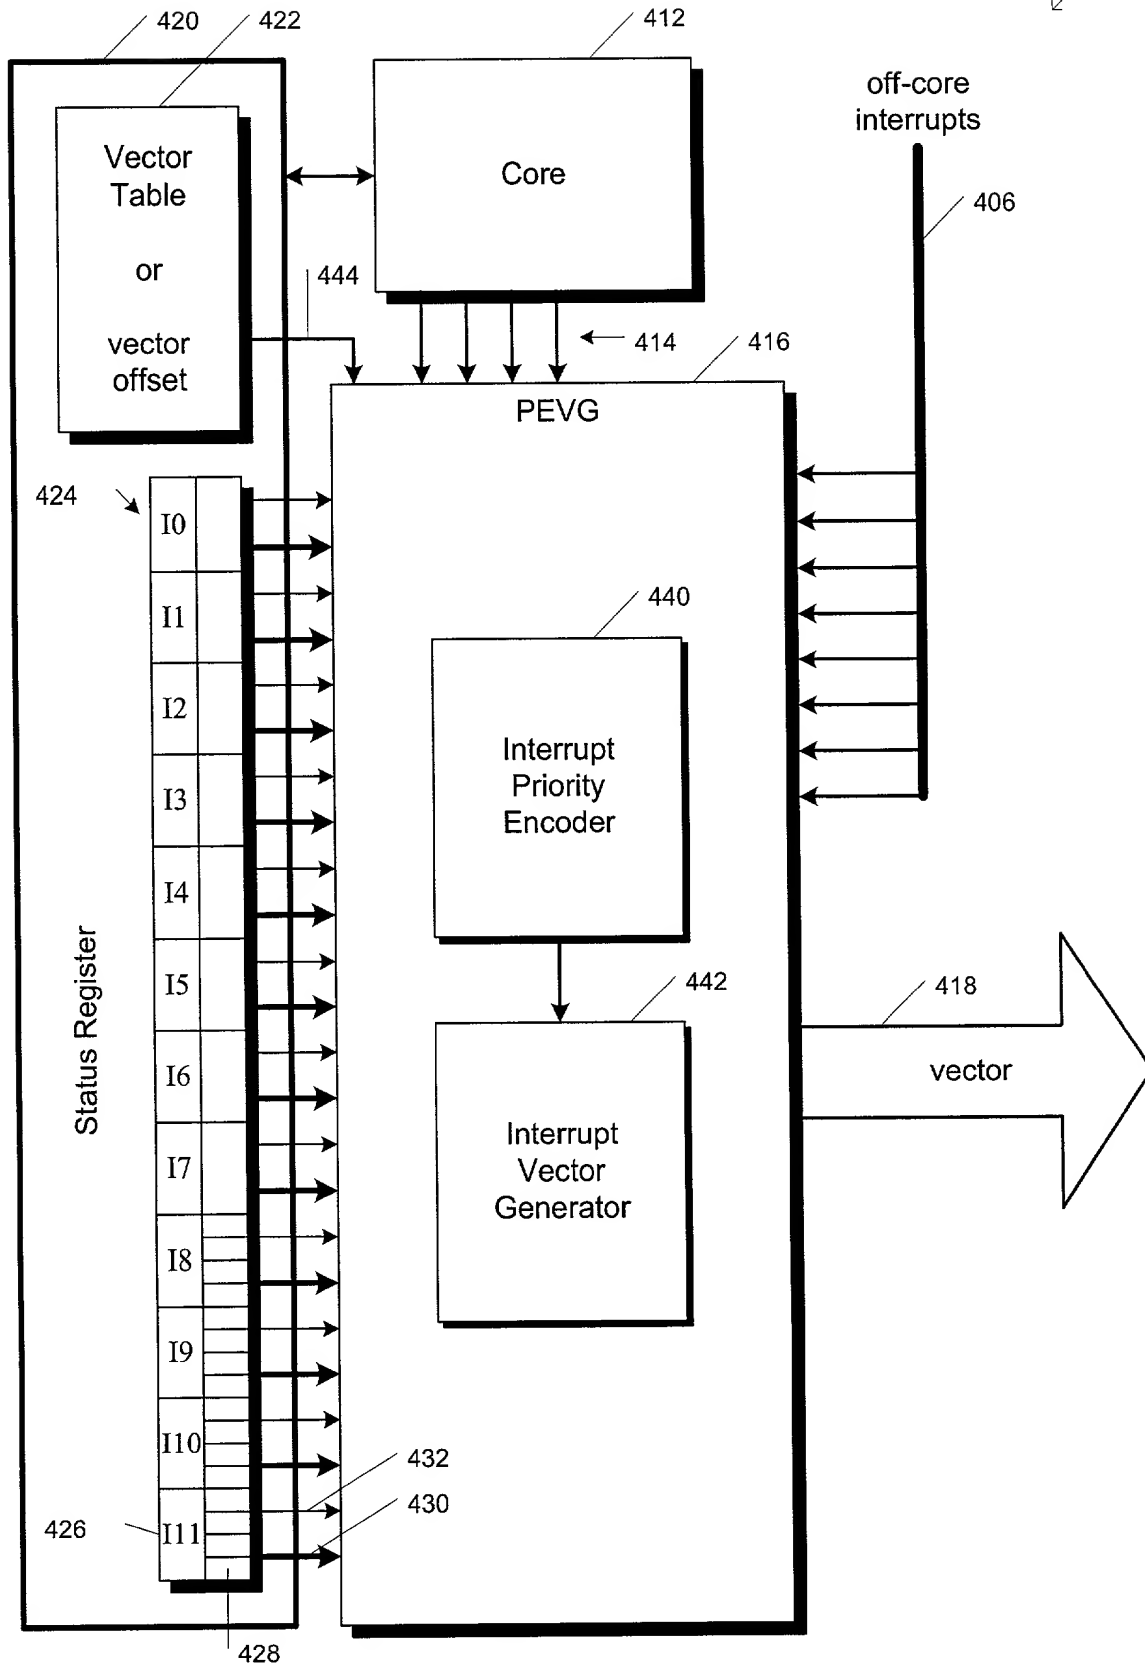 420
422
412
off-core
interrupts
Vector
Table
or
vector
offset
Core
406
444
414
416
PEVG
424
I0
I1
I2
I3
I4
I5
I6
I7
I8
I9
I10
I11
Status Register
440
Interrupt
Priority
Encoder
442
Interrupt
Vector
Generator
418
vector
432
430
426
428